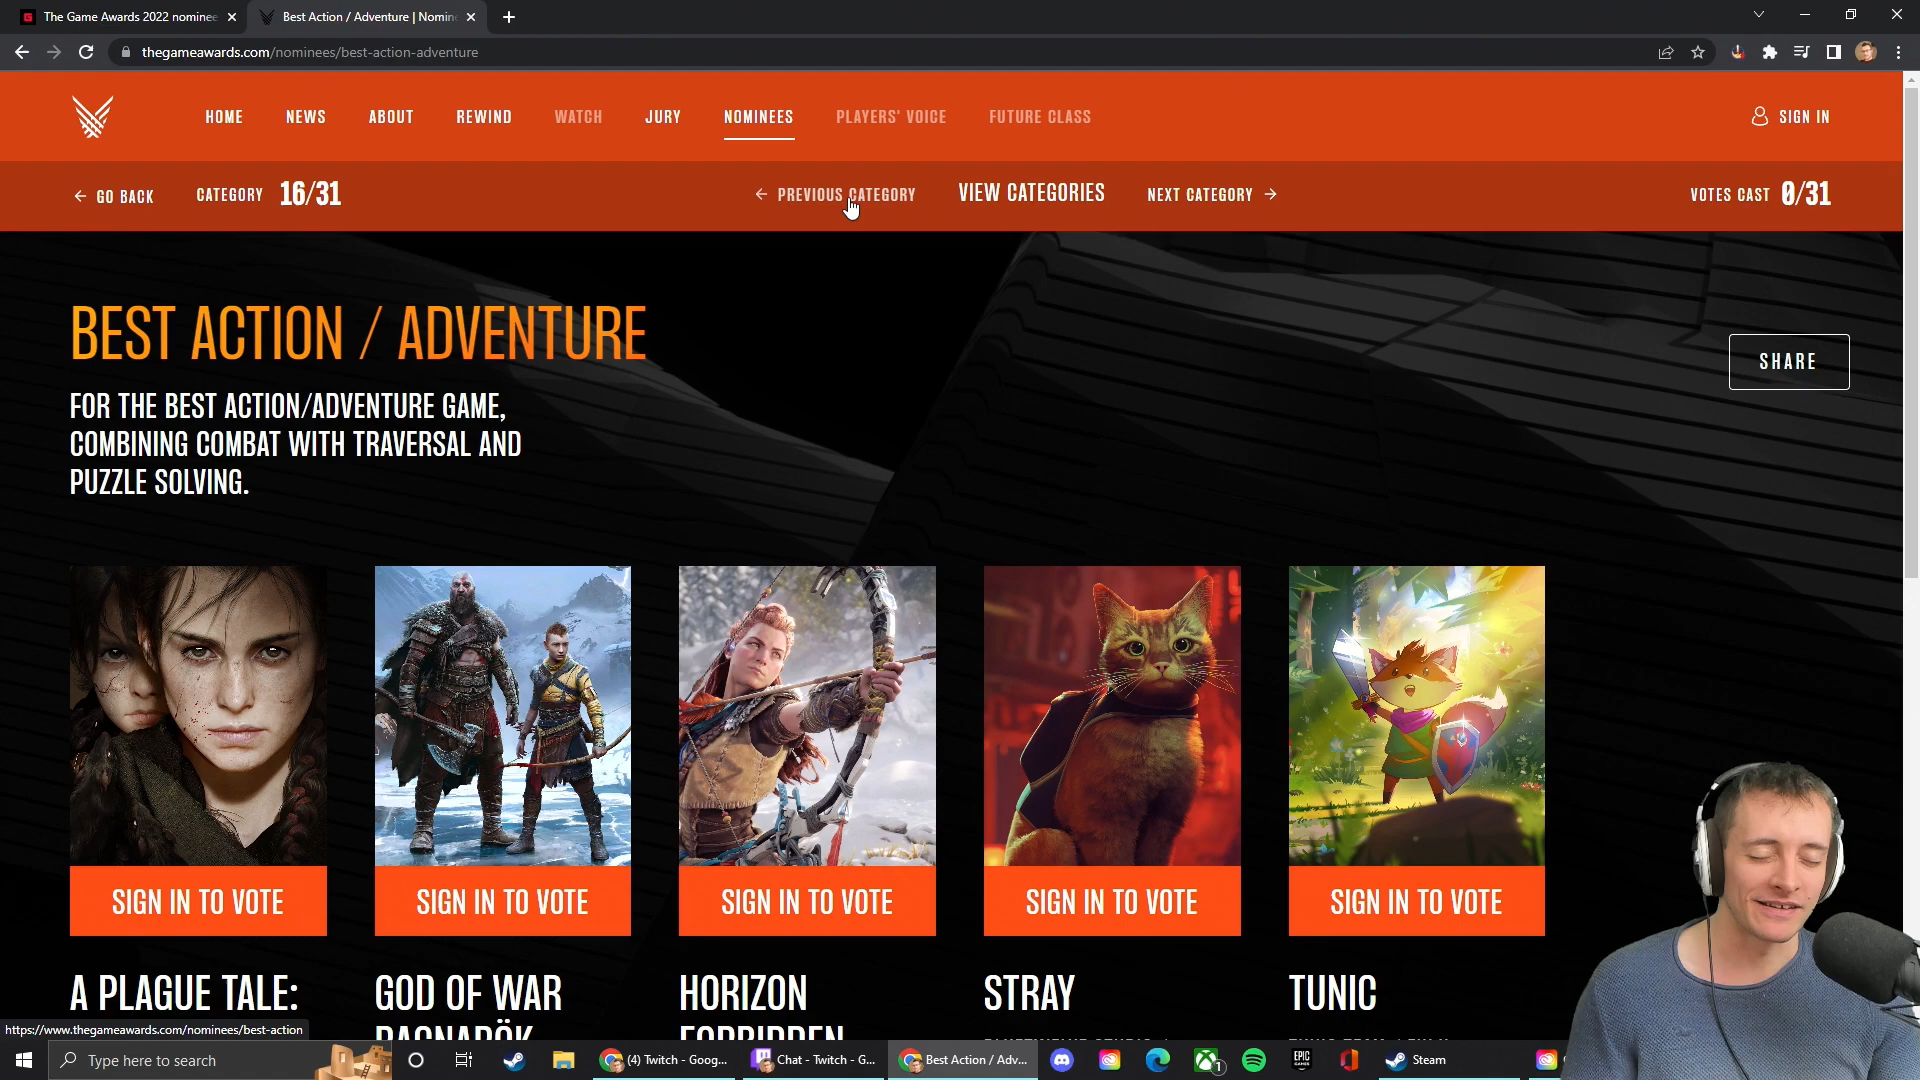 The Game Awards 2022 nominee
Best Action / Adventure | Nomin
thegameawards.com/nominees/best-action-adventure
HOME
NEWS
ABOUT
REWIND
WATCH
JURY
NOMINEES
PLAYERS' VOICE
FUTURE CLASS
SIGN IN
← GO BACK
CATEGORY 16/31
← PREVIOUS CATEGORY
VIEW CATEGORIES
NEXT CATEGORY →
VOTES CAST 0/31
BEST ACTION / ADVENTURE
SHARE
FOR THE BEST ACTION/ADVENTURE GAME,
COMBINING COMBAT WITH TRAVERSAL AND
PUZZLE SOLVING.
SIGN IN TO VOTE
SIGN IN TO VOTE
SIGN IN TO VOTE
SIGN IN TO VOTE
SIGN IN TO VOTE
A PLAGUE TALE:
GOD OF WAR
RAGNARÖK
HORIZON
FORBIDDEN
STRAY
TUNIC
https://www.thegameawards.com/nominees/best-action
Type here to search
(4) Twitch - Goog...
Chat - Twitch - G...
Best Action / Adv...
1
EPIC
GAMES
Steam